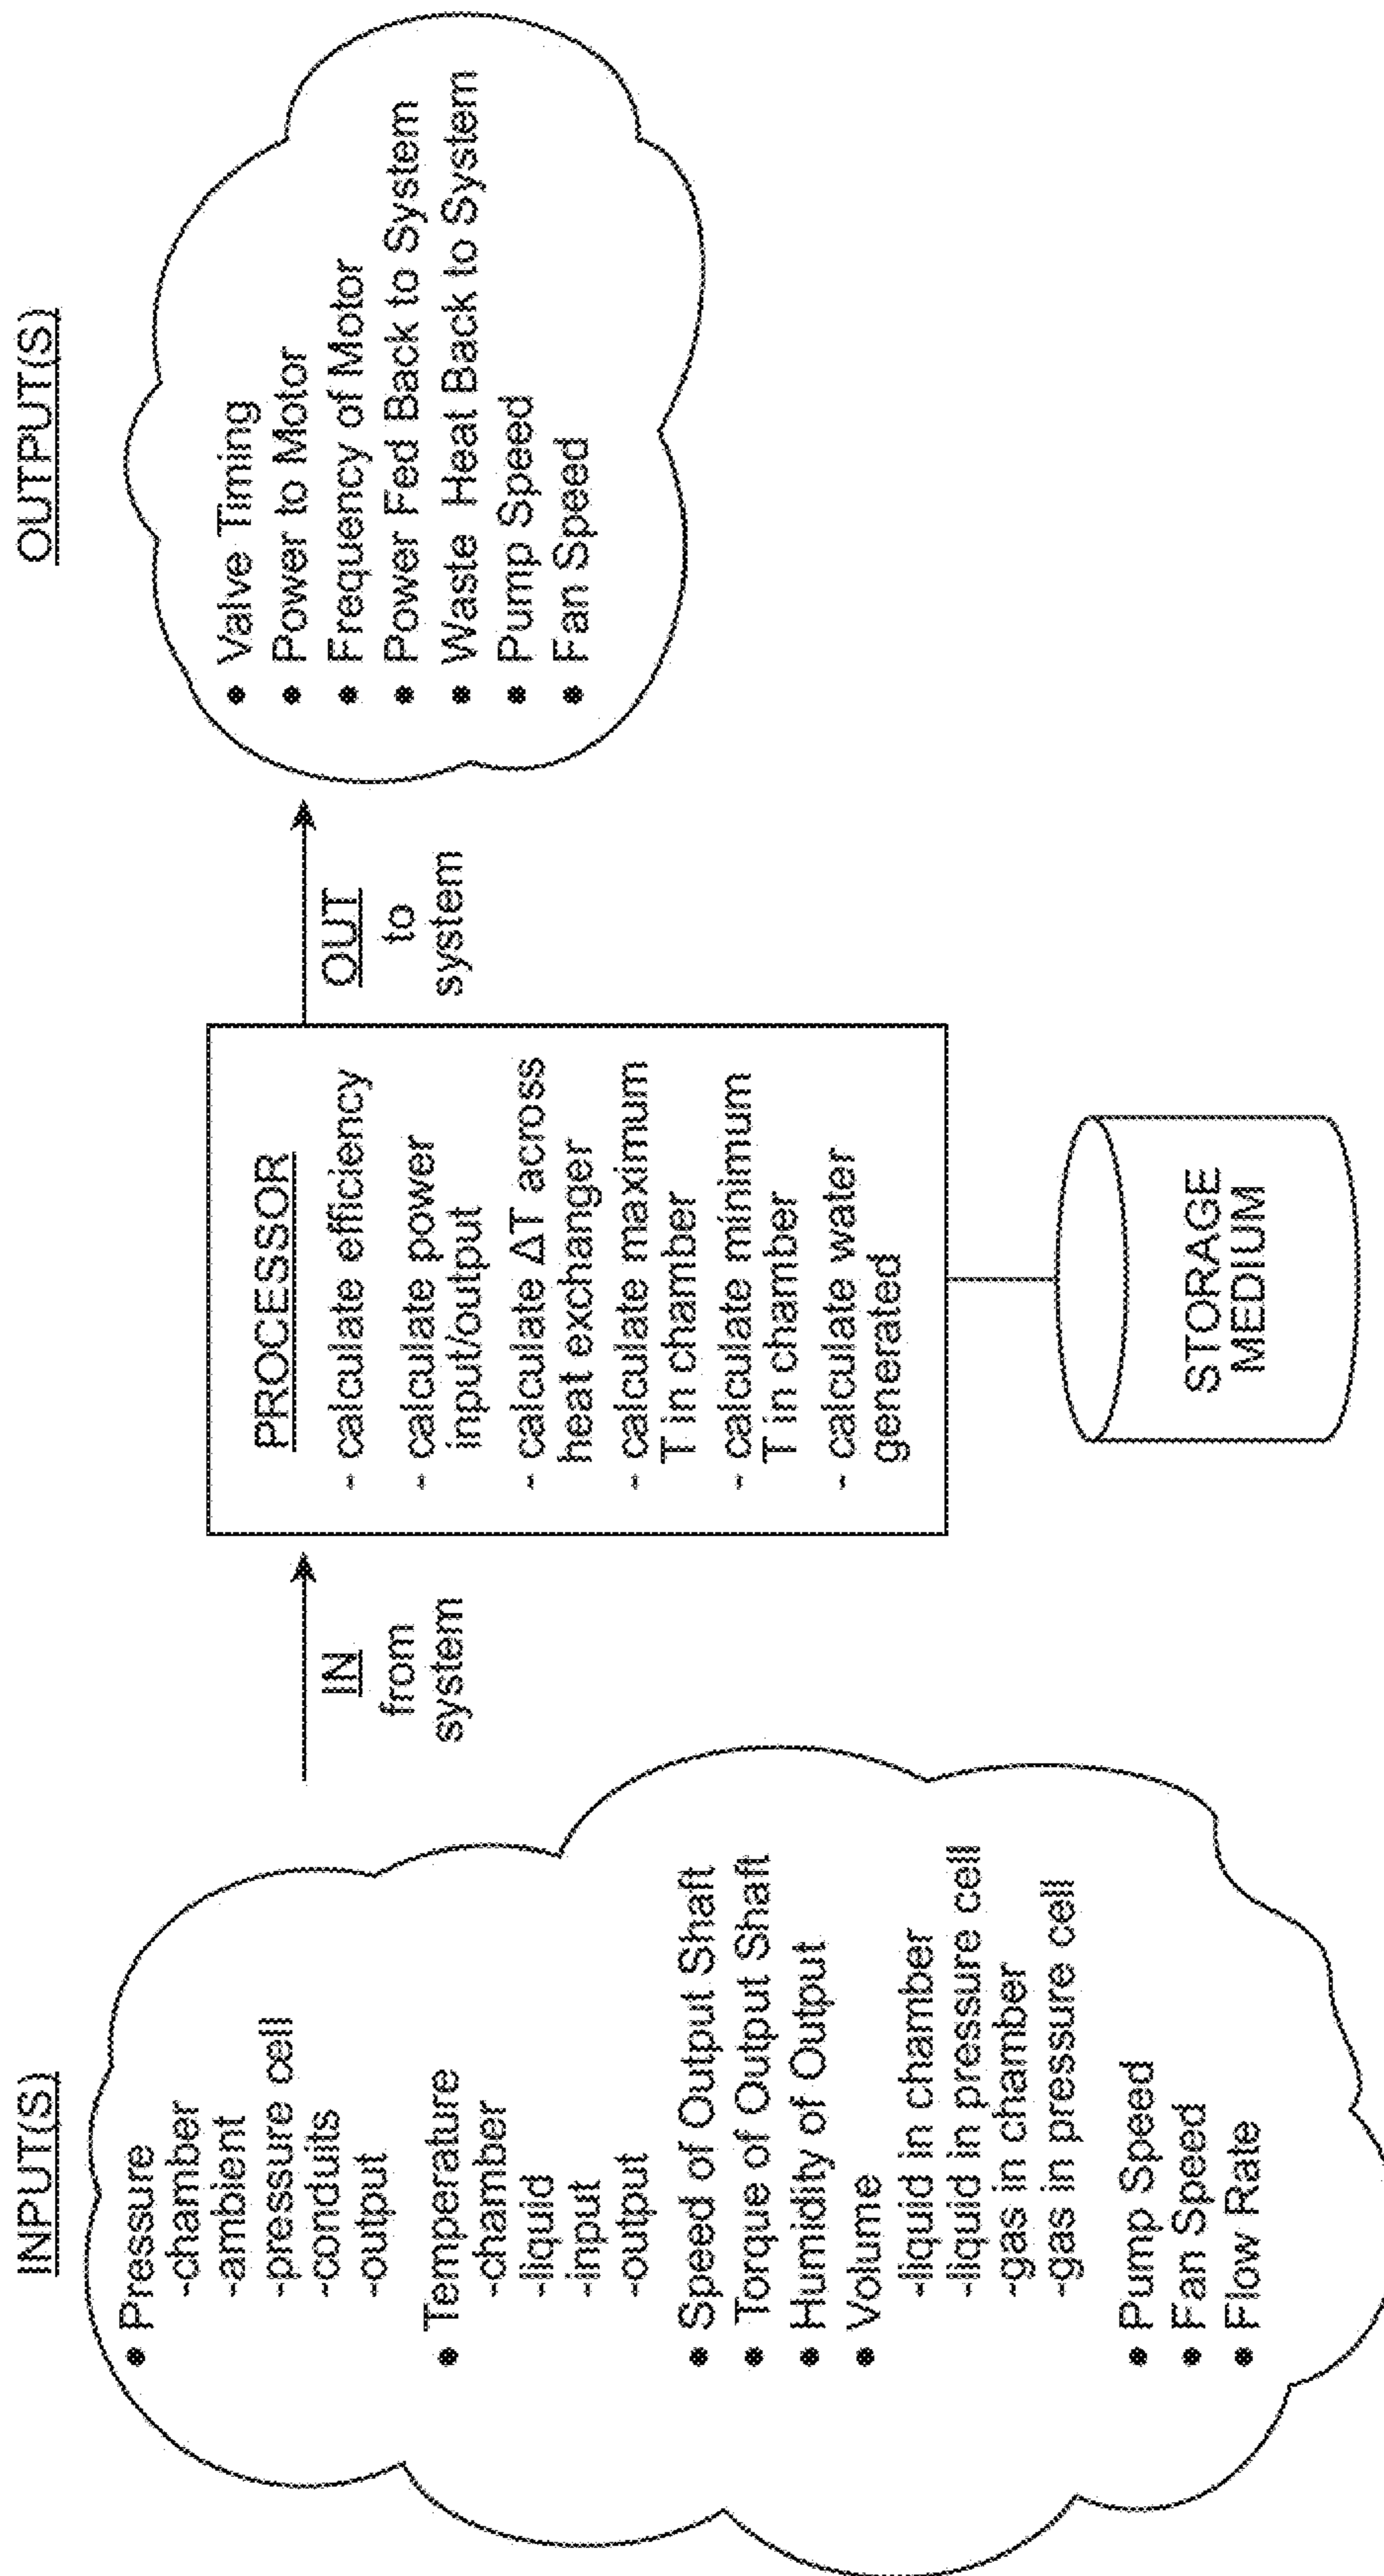 INPUT(S)
● Pressure
-chamber
-ambient
-pressure cell
-conduits
-output
● Temperature
-chamber
-liquid
-input
-output
● Speed of Output Shaft
● Torque of Output Shaft
● Humidity of Output
● Volume
-liquid in chamber
-liquid in pressure cell
-gas in chamber
-gas in pressure cell
● Pump Speed
● Fan Speed
● Flow Rate
IN
from
system
PROCESSOR
- calculate efficiency
- calculate power
input/output
- calculate ΔT across
heat exchanger
- calculate maximum
T in chamber
- calculate minimum
T in chamber
- calculate water
generated
STORAGE
MEDIUM
OUT
to
system
OUTPUT(S)
● Valve Timing
● Power to Motor
● Frequency of Motor
● Power Fed Back to System
● Waste Heat Back to System
● Pump Speed
● Fan Speed